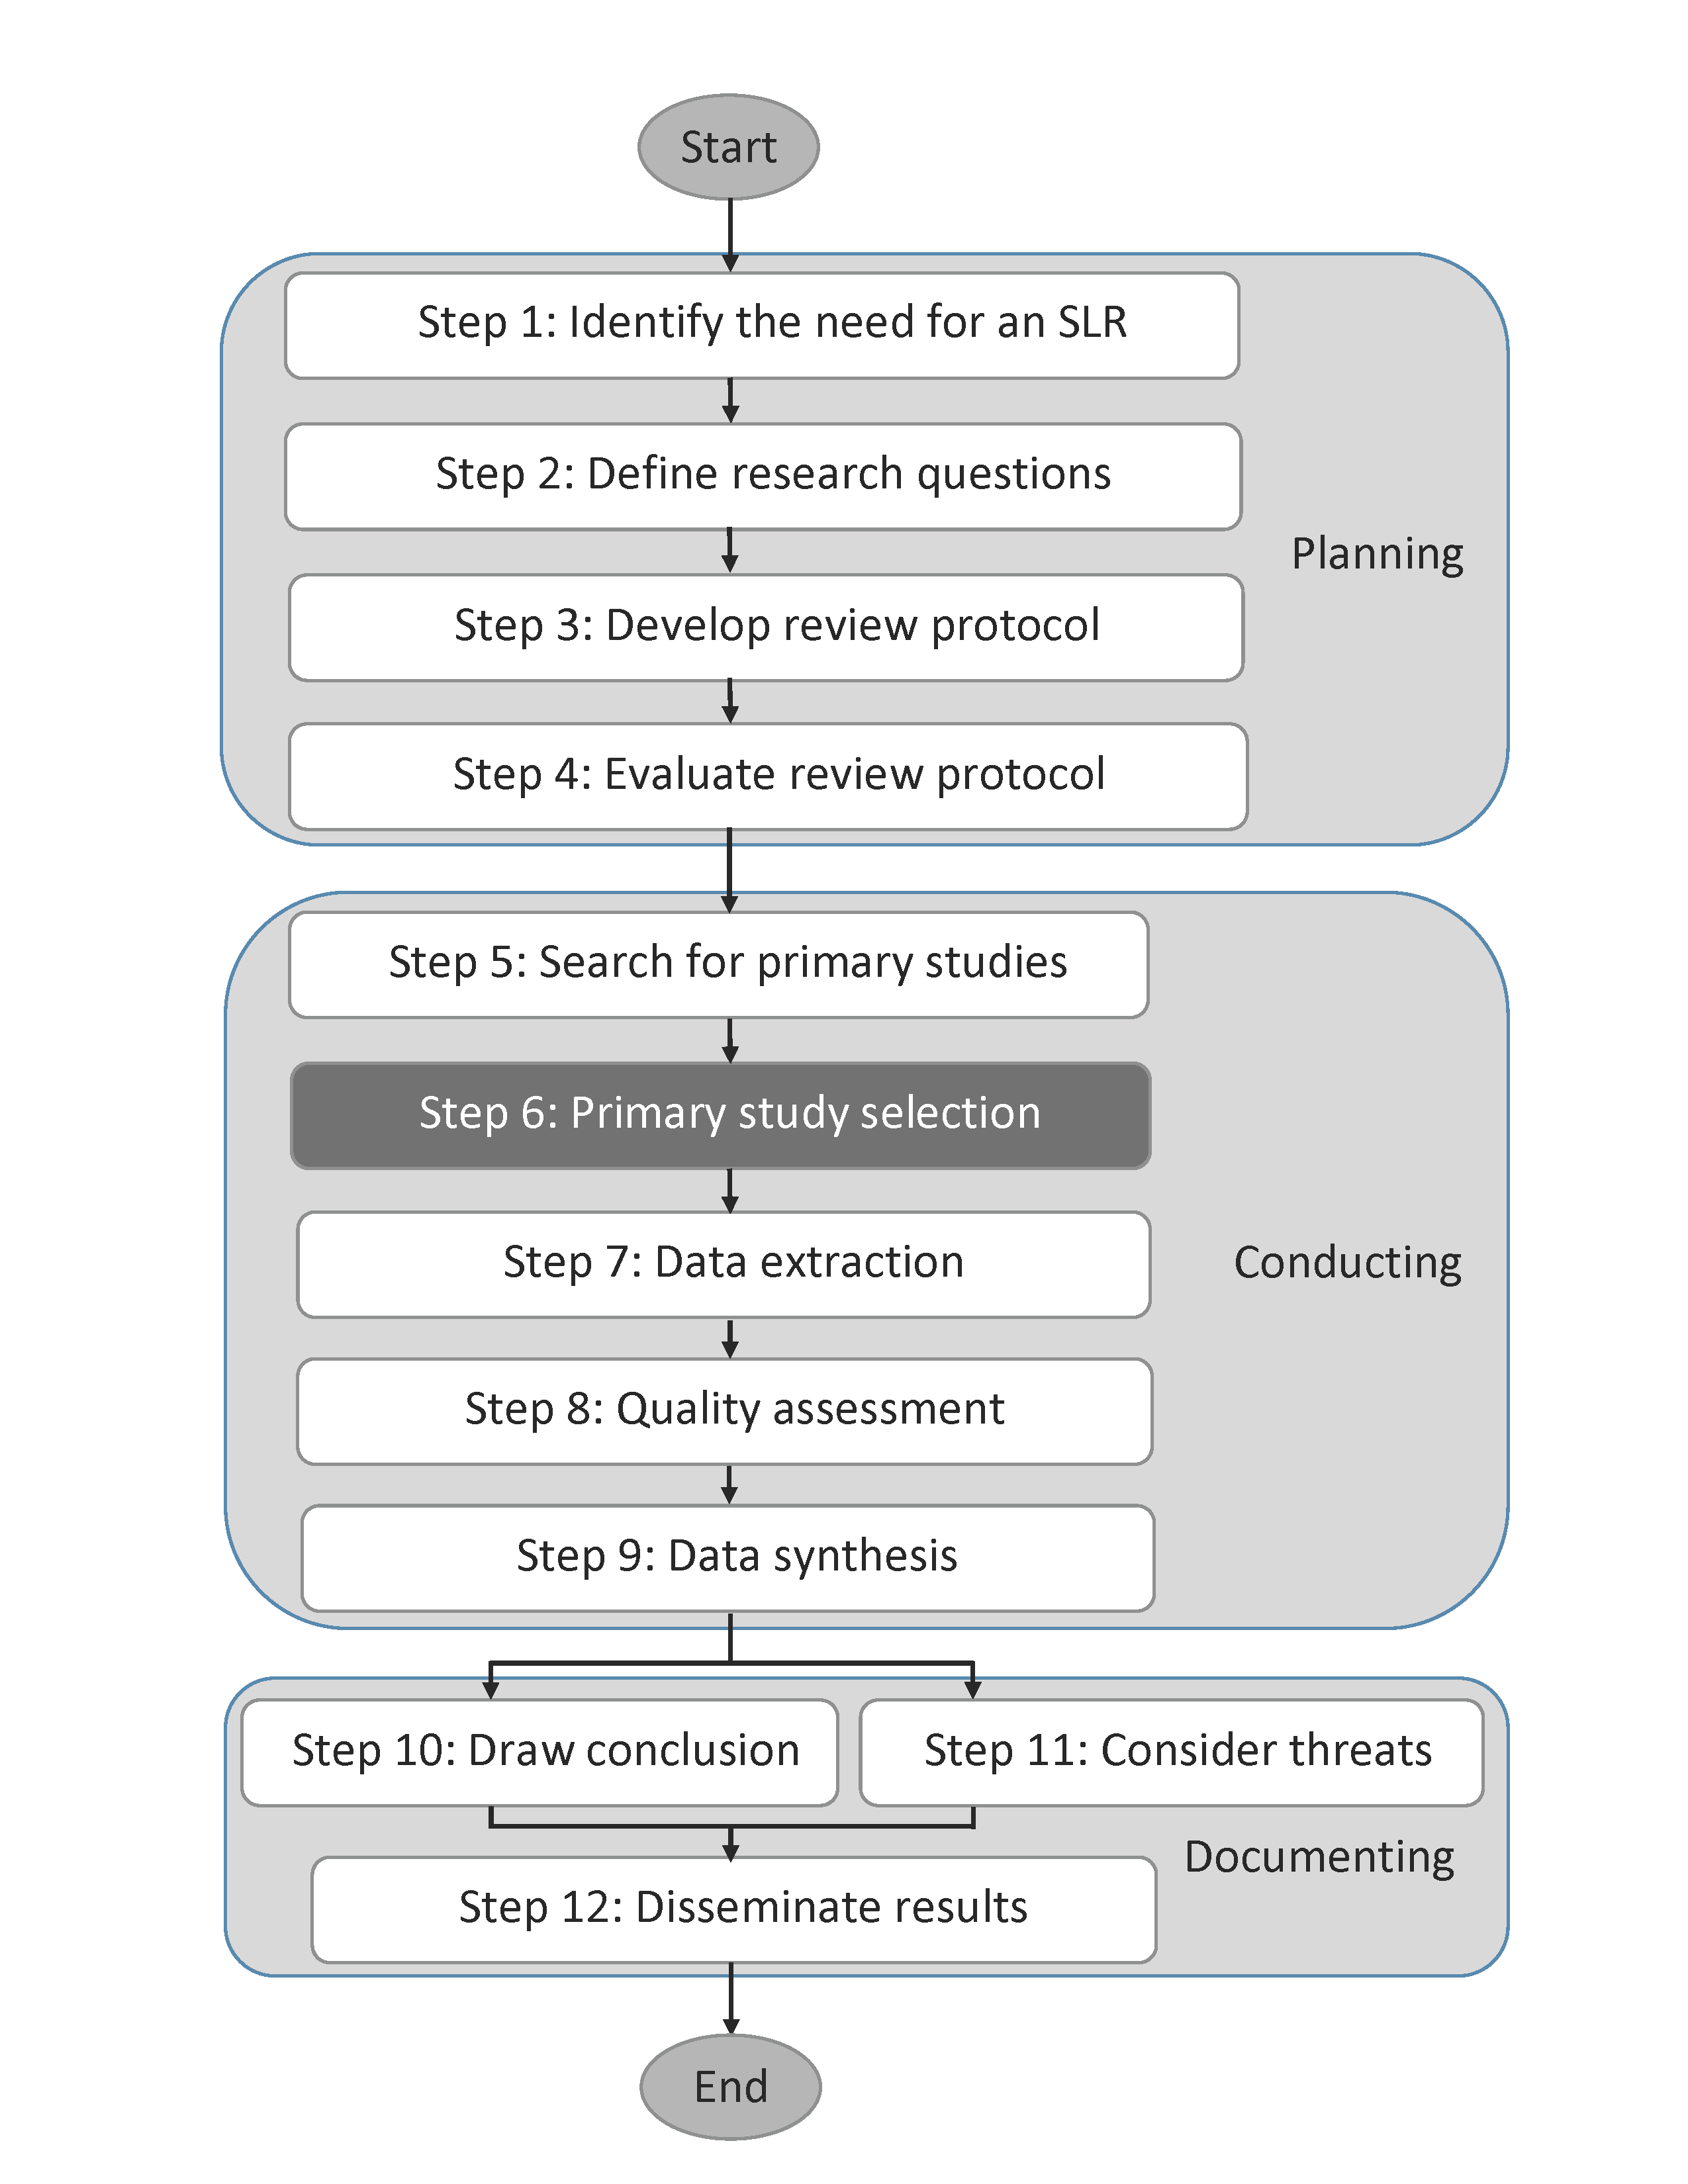 Start
Step 1: Identify the need for an SLR
Step 2: Define research questions
Planning
Step 3: Develop review protocol
Step 4: Evaluate review protocol
Step 5: Search for primary studies
Step 6: Primary study selection
Step 7: Data extraction
Conducting
Step 8: Quality assessment
Step 9: Data synthesis
Step 10: Draw conclusion
Step 11: Consider threats
Documenting
Step 12: Disseminate results
End